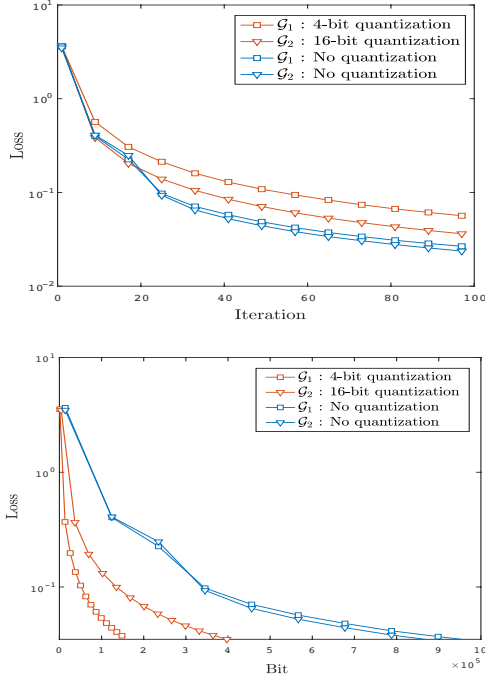 10^1
10^0
10^-1
10^-2
Loss
0
20
40
60
80
100
Iteration
𝒢₁ : 4-bit quantization
𝒢₂ : 16-bit quantization
𝒢₁ : No quantization
𝒢₂ : No quantization
10^1
10^0
10^-1
Loss
0
1
2
3
4
5
6
7
8
9
10
×10^5
Bit
𝒢₁ : 4-bit quantization
𝒢₂ : 16-bit quantization
𝒢₁ : No quantization
𝒢₂ : No quantization